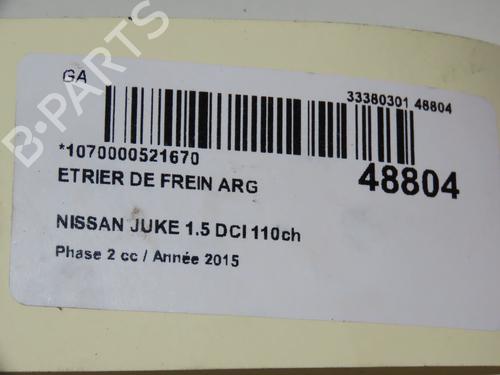 B-PARTS
GA
33380301 48804
*1070000521670
48804
ETRIER DE FREIN ARG
NISSAN JUKE 1.5 DCI 110ch
Phase 2 cc / Année 2015